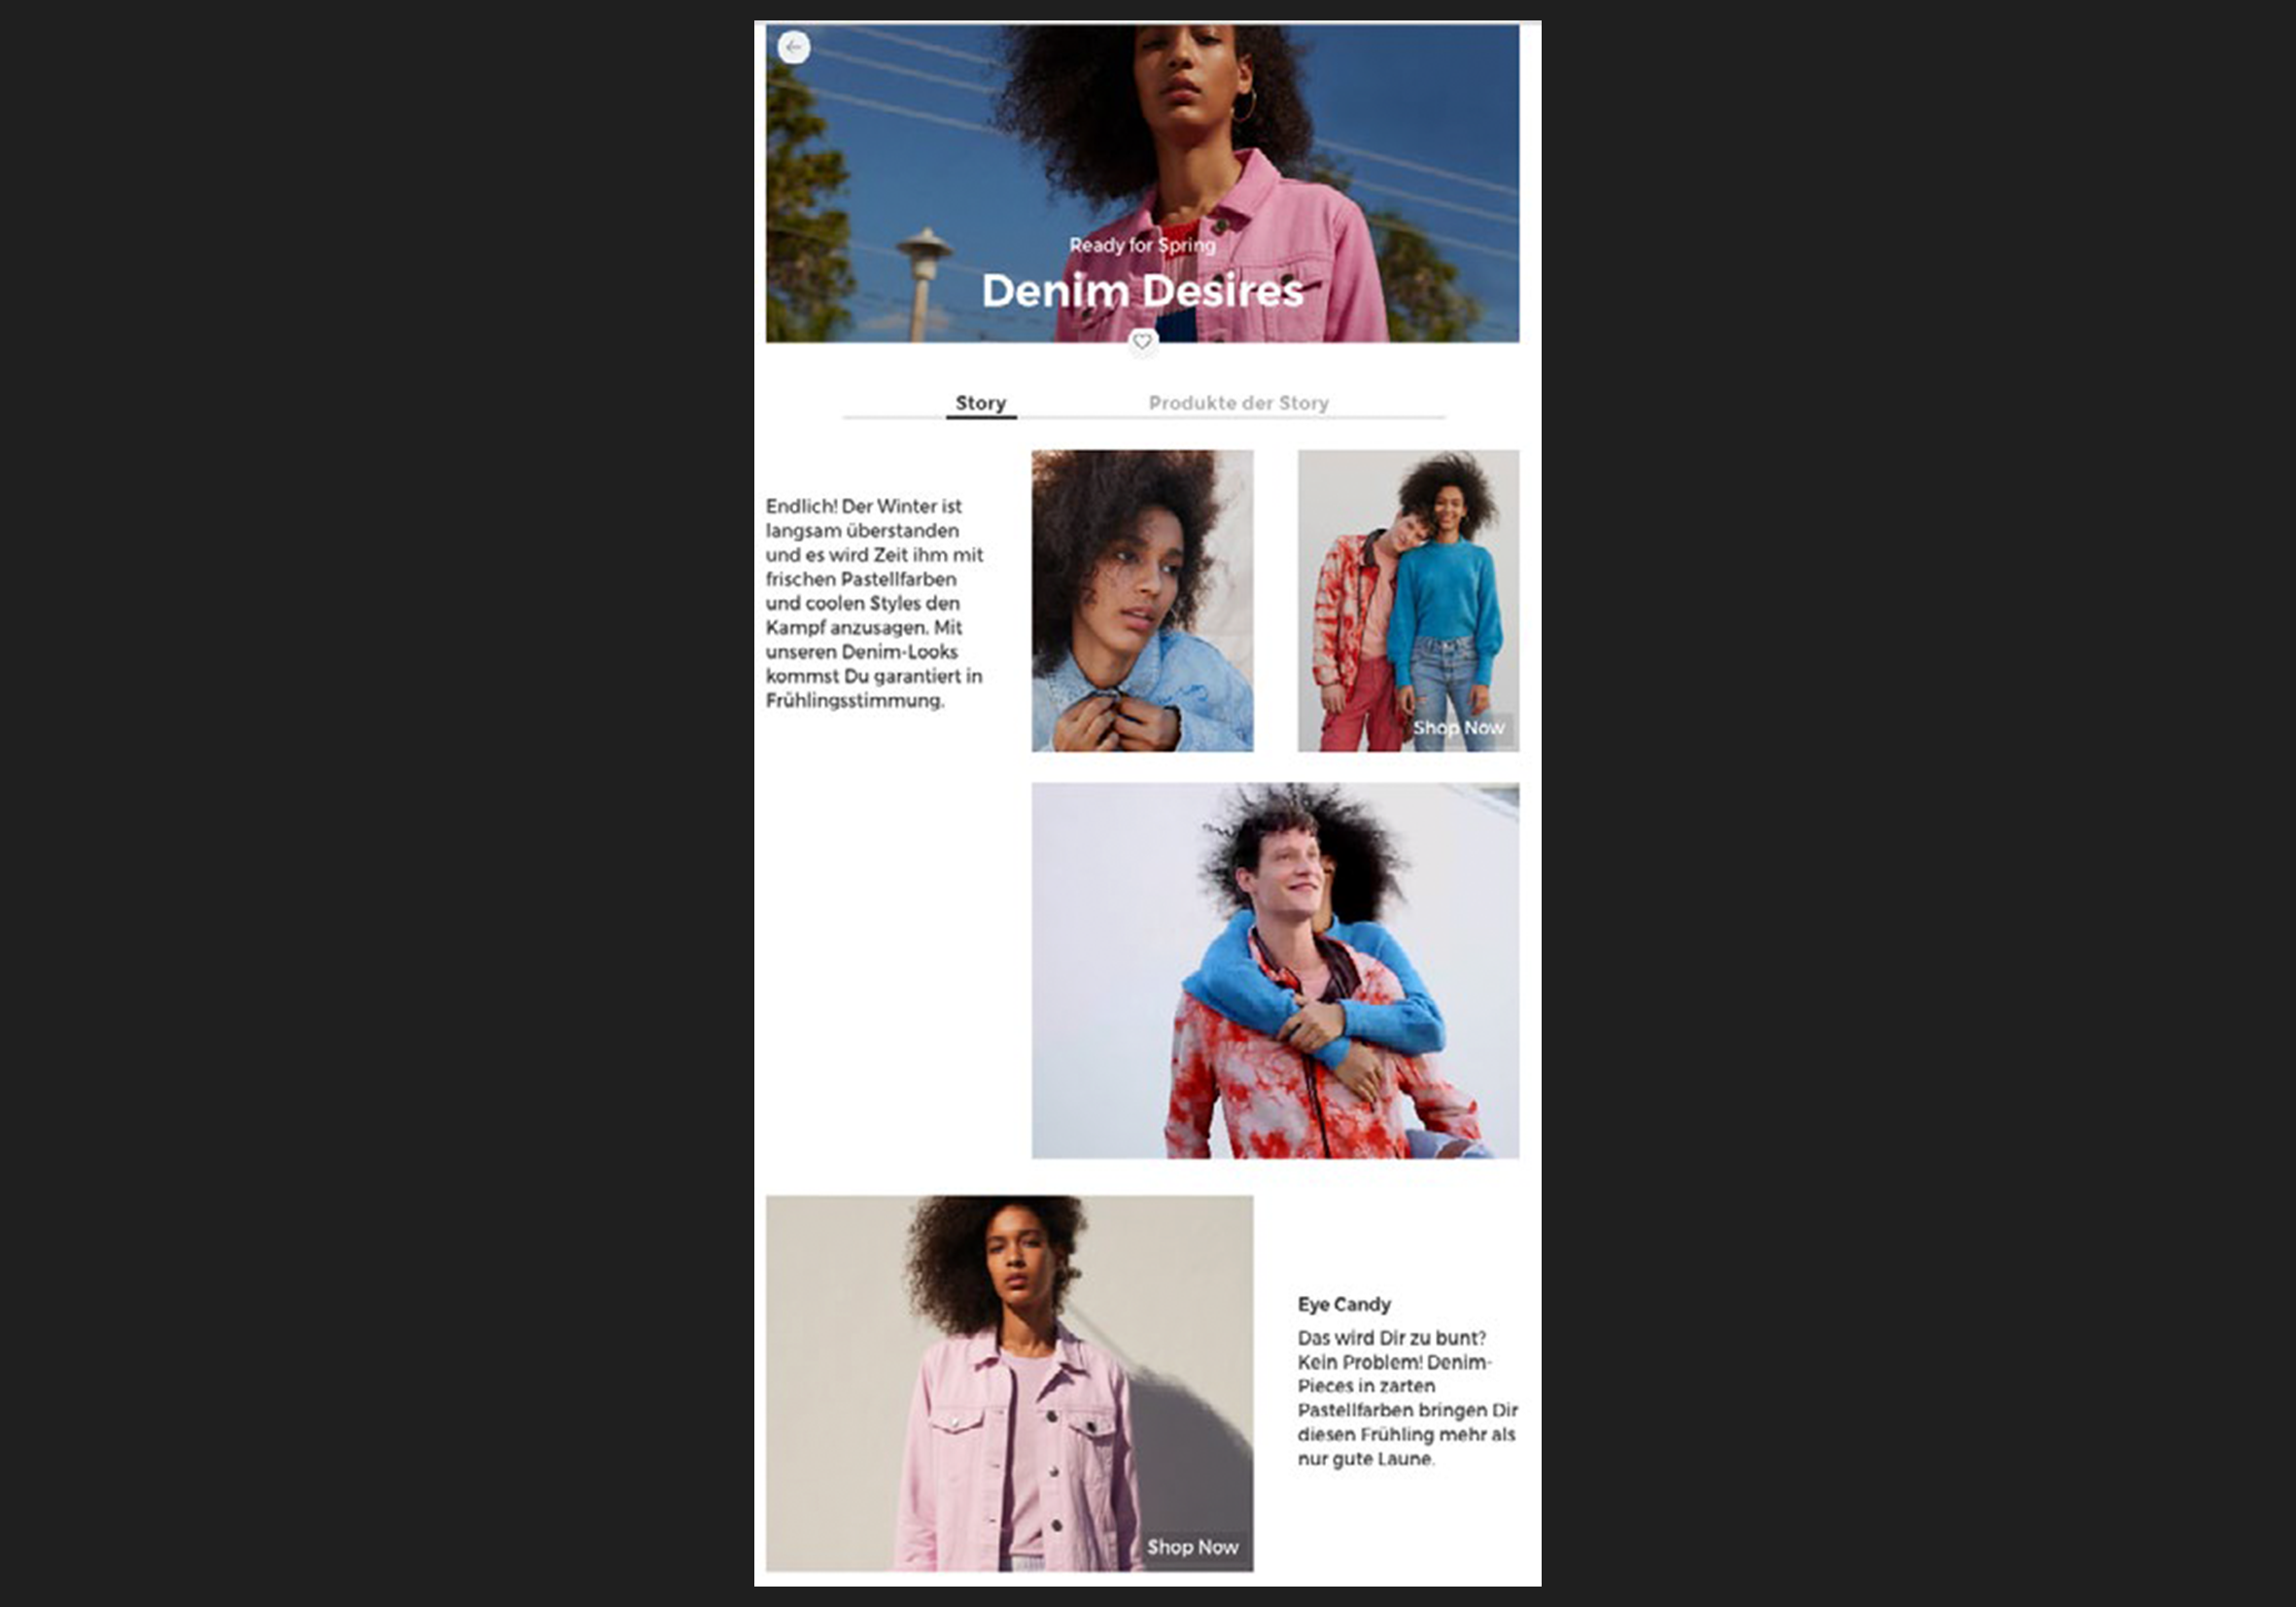 Ready for Spring
Denim Desires
Story
Produkte der Story
Endlich! Der Winter ist
langsam überstanden
und es wird Zeit ihm mit
frischen Pastellfarben
und coolen Styles den
Kampf anzusagen. Mit
unseren Denim-Looks
kommst Du garantiert in
Frühlingsstimmung.
Shop Now
Shop Now
Eye Candy
Das wird Dir zu bunt?
Kein Problem! Denim-
Pieces in zarten
Pastellfarben bringen Dir
diesen Frühling mehr als
nur gute Laune.